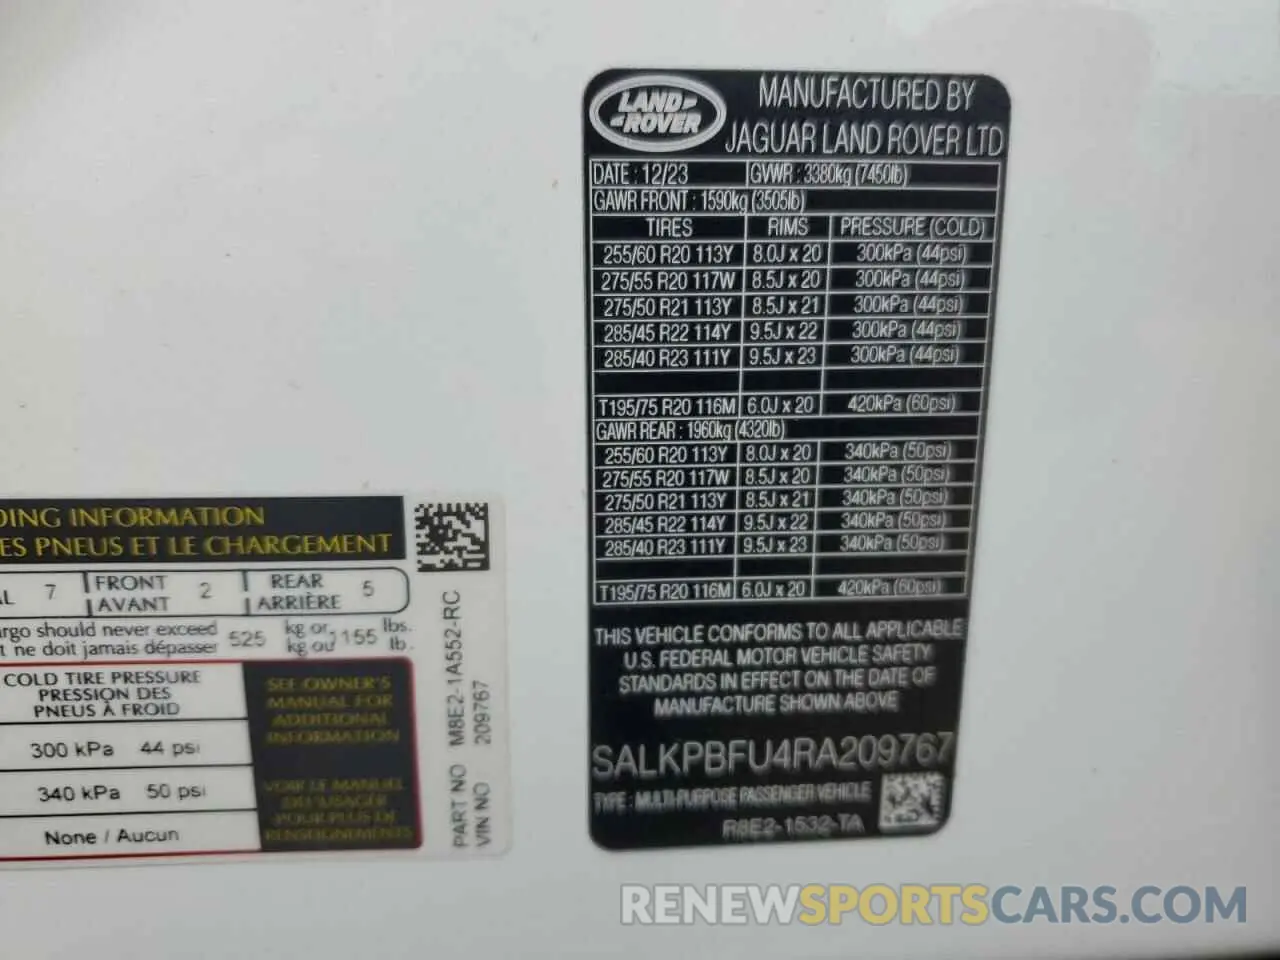 LAND
ROVER
MANUFACTURED BY
JAGUAR LAND ROVER LTD
DATE : 12/23 GVWR : 3380kg (7450lb)
GAWR FRONT : 1590kg (3505lb)
TIRES RIMS PRESSURE (COLD)
255/60 R20 113Y 8.0J x 20 300kPa (44psi)
275/55 R20 117W 8.5J x 20 300kPa (44psi)
275/50 R21 113Y 8.5J x 21 300kPa (44psi)
285/45 R22 114Y 9.5J x 22 300kPa (44psi)
285/40 R23 111Y 9.5J x 23 300kPa (44psi)
T195/75 R20 116M 6.0J x 20 420kPa (60psi)
GAWR REAR : 1960kg (4320lb)
255/60 R20 113Y 8.0J x 20 340kPa (50psi)
275/55 R20 117W 8.5J x 20 340kPa (50psi)
275/50 R21 113Y 8.5J x 21 340kPa (50psi)
285/45 R22 114Y 9.5J x 22 340kPa (50psi)
285/40 R23 111Y 9.5J x 23 340kPa (50psi)
T195/75 R20 116M 6.0J x 20 420kPa (60psi)
THIS VEHICLE CONFORMS TO ALL APPLICABLE
U.S. FEDERAL MOTOR VEHICLE SAFETY
STANDARDS IN EFFECT ON THE DATE OF
MANUFACTURE SHOWN ABOVE
SALKPBFU4RA209767
TYPE : MULTI-PURPOSE PASSENGER VEHICLE
R8E2-1532-TA
DING INFORMATION
ES PNEUS ET LE CHARGEMENT
AL 7 FRONT 2 REAR 5
AVANT ARRIÈRE
rgo should never exceed 525 kg or 1155 lbs.
t ne doit jamais dépasser kg ou lb.
COLD TIRE PRESSURE
PRESSION DES
PNEUS À FROID
300 kPa 44 psi
340 kPa 50 psi
None / Aucun
SEE OWNER'S
MANUAL FOR
ADDITIONAL
INFORMATION
VOIR LE MANUEL
DE L'USAGER
POUR PLUS DE
RENSEIGNEMENTS
PART NO M8E2-1A552-RC
VIN NO 209767
RENEWSPORTSCARS.COM